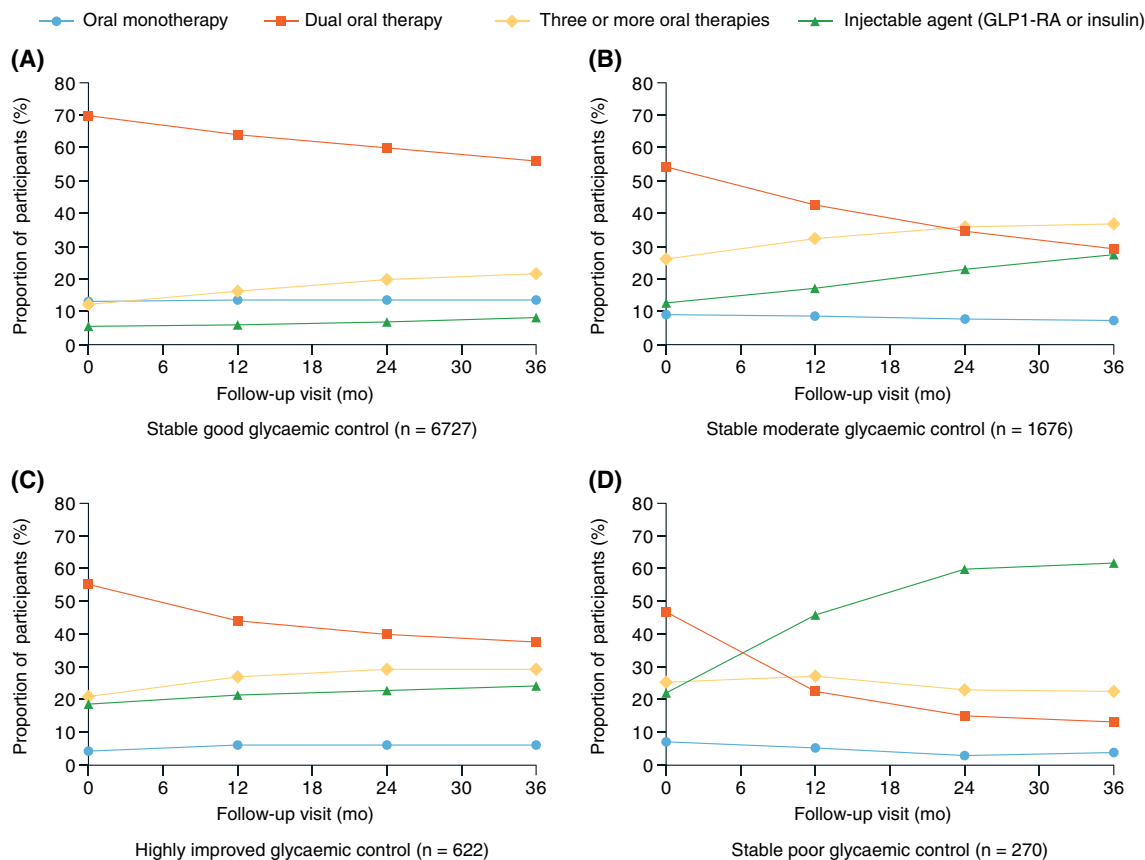 Oral monotherapy Dual oral therapy Three or more oral therapies Injectable agent (GLP1-RA or insulin)
(A)
Proportion of participants (%)
80
70
60
50
40
30
20
10
0
0 6 12 18 24 30 36
Follow-up visit (mo)
Stable good glycaemic control (n = 6727)
(B)
Proportion of participants (%)
80
70
60
50
40
30
20
10
0
0 6 12 18 24 30 36
Follow-up visit (mo)
Stable moderate glycaemic control (n = 1676)
(C)
Proportion of participants (%)
80
70
60
50
40
30
20
10
0
0 6 12 18 24 30 36
Follow-up visit (mo)
Highly improved glycaemic control (n = 622)
(D)
Proportion of participants (%)
80
70
60
50
40
30
20
10
0
0 6 12 18 24 30 36
Follow-up visit (mo)
Stable poor glycaemic control (n = 270)